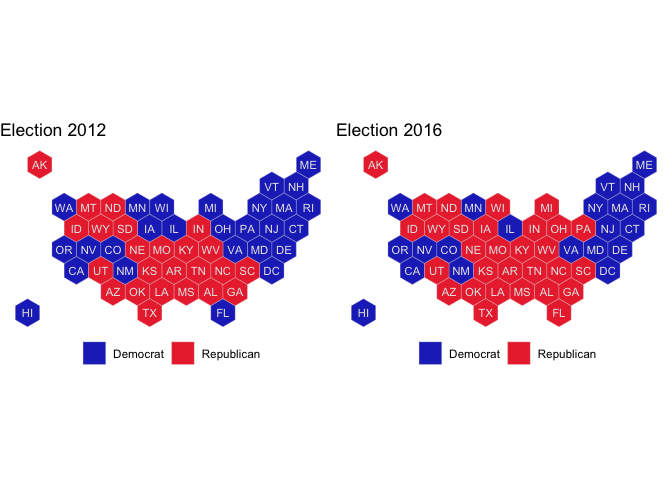 Election 2012
AK ME
VT NH
WA MT ND MN WI MI NY MA RI
ID WY SD IA IL IN OH PA NJ CT
OR NV CO NE MO KY WV VA MD DE
CA UT NM KS AR TN NC SC DC
AZ OK LA MS AL GA
HI TX FL
Democrat Republican
Election 2016
AK ME
VT NH
WA MT ND MN WI MI NY MA RI
ID WY SD IA IL IN OH PA NJ CT
OR NV CO NE MO KY WV VA MD DE
CA UT NM KS AR TN NC SC DC
AZ OK LA MS AL GA
HI TX FL
Democrat Republican